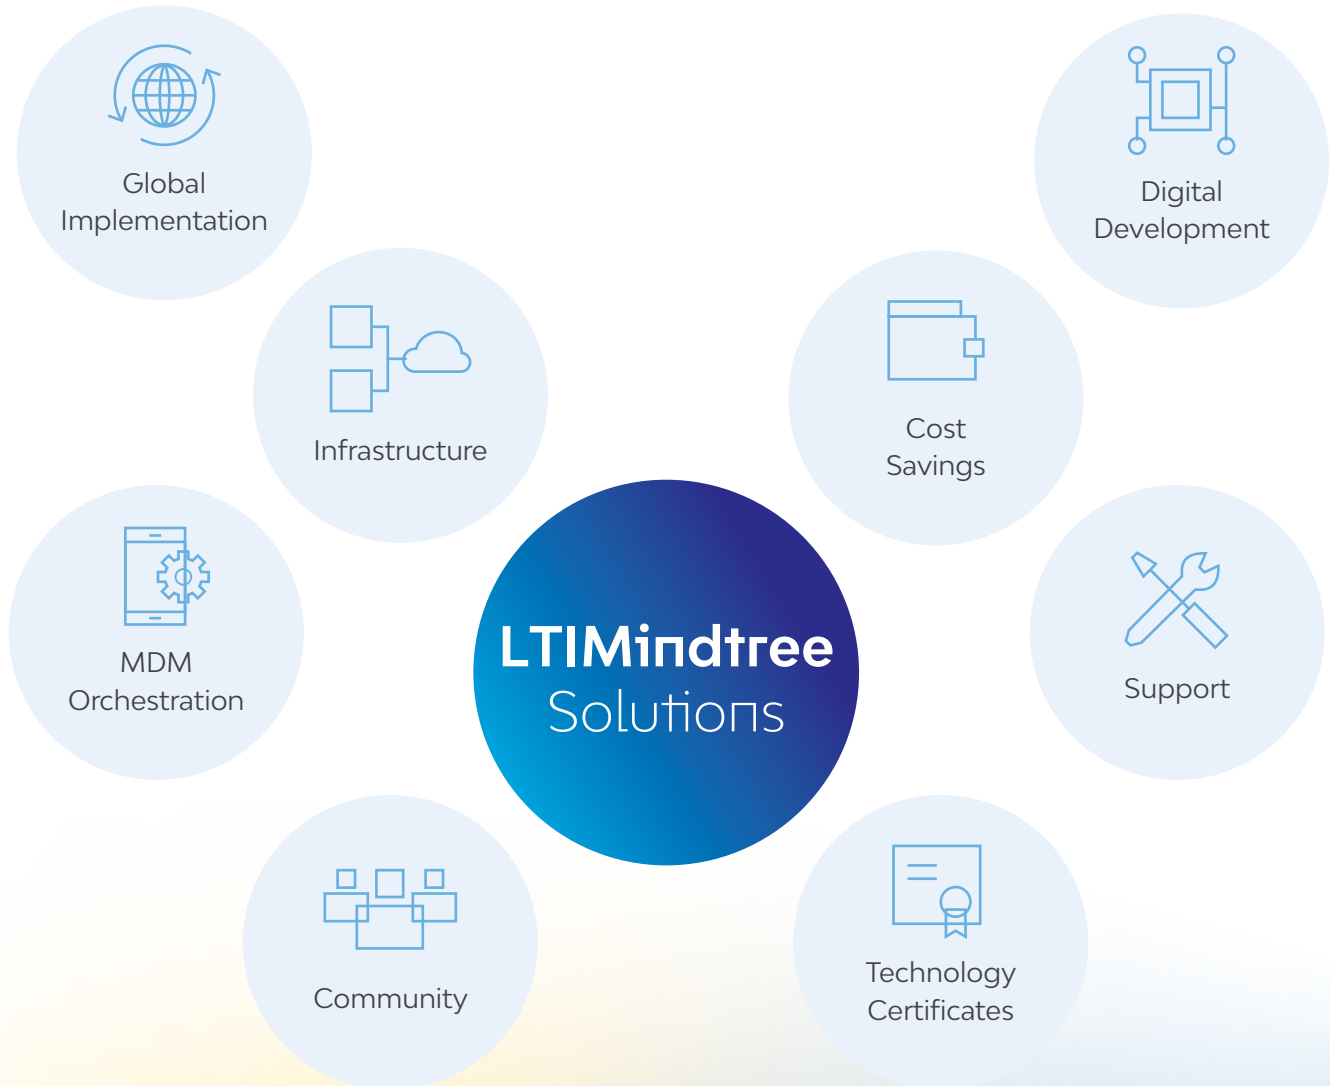 Global
Implementation
Digital
Development
Infrastructure
Cost
Savings
MDM
Orchestration
LTIMindtree
Solutions
Support
Community
Technology
Certificates